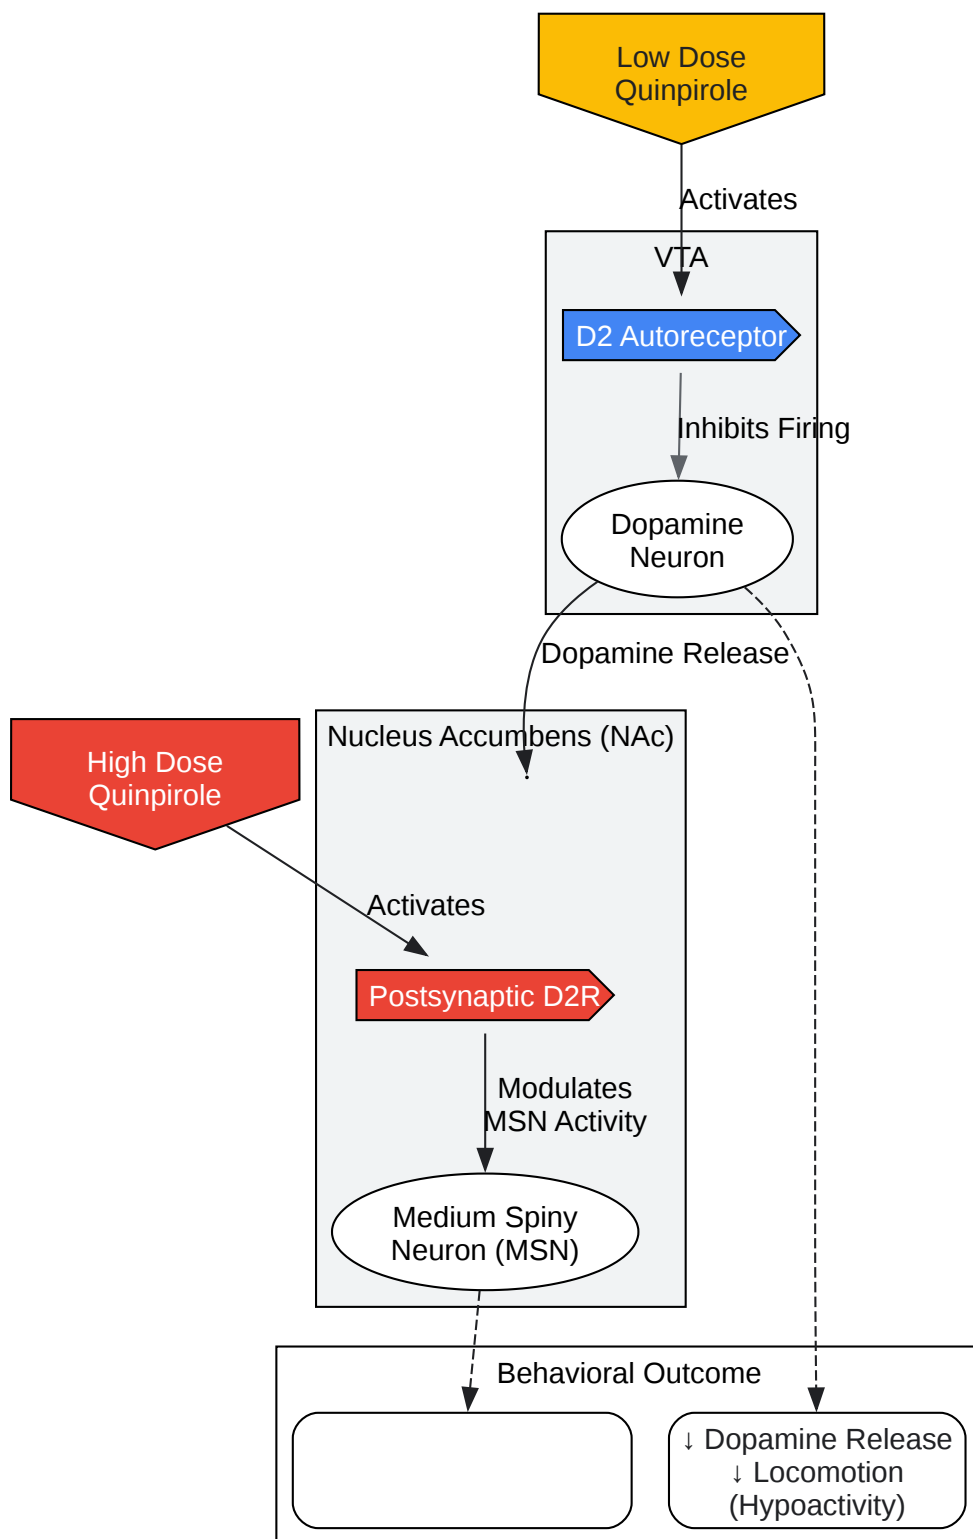 Low Dose
Quinpirole
Activates
VTA
D2 Autoreceptor
Inhibits Firing
Dopamine
Neuron
Dopamine Release
Nucleus Accumbens (NAc)
High Dose
Quinpirole
Activates
Postsynaptic D2R
Modulates
MSN Activity
Medium Spiny
Neuron (MSN)
Behavioral Outcome
↓ Dopamine Release
↓ Locomotion
(Hypoactivity)